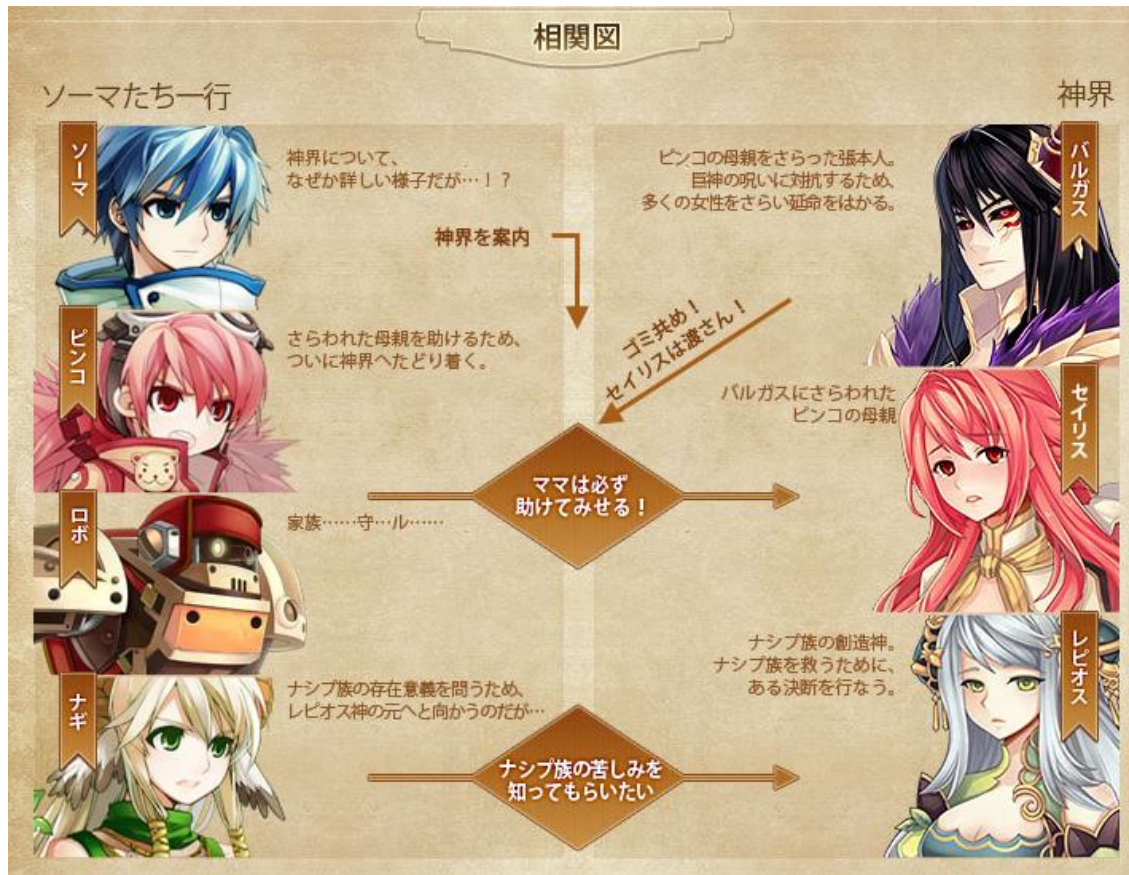 相関図
ソーマたち一行
神界
ソーマ
神界について、
なぜか詳しい様子だが…！？
神界を案内
バルガス
ピンコの母親をさらった張本人。
巨神の呪いに対抗するため、
多くの女性をさらい延命をはかる。
ゴミ共め！
セイリスは渡さん！
ピンコ
さらわれた母親を助けるため、
ついに神界へたどり着く。
セイリス
バルガスにさらわれた
ピンコの母親
ママは必ず
助けてみせる！
ロボ
家族……守…ル……
レピオス
ナシプ族の創造神。
ナシプ族を救うために、
ある決断を行なう。
ナギ
ナシプ族の存在意義を問うため、
レピオス神の元へと向かうのだが…
ナシプ族の苦しみを
知ってもらいたい